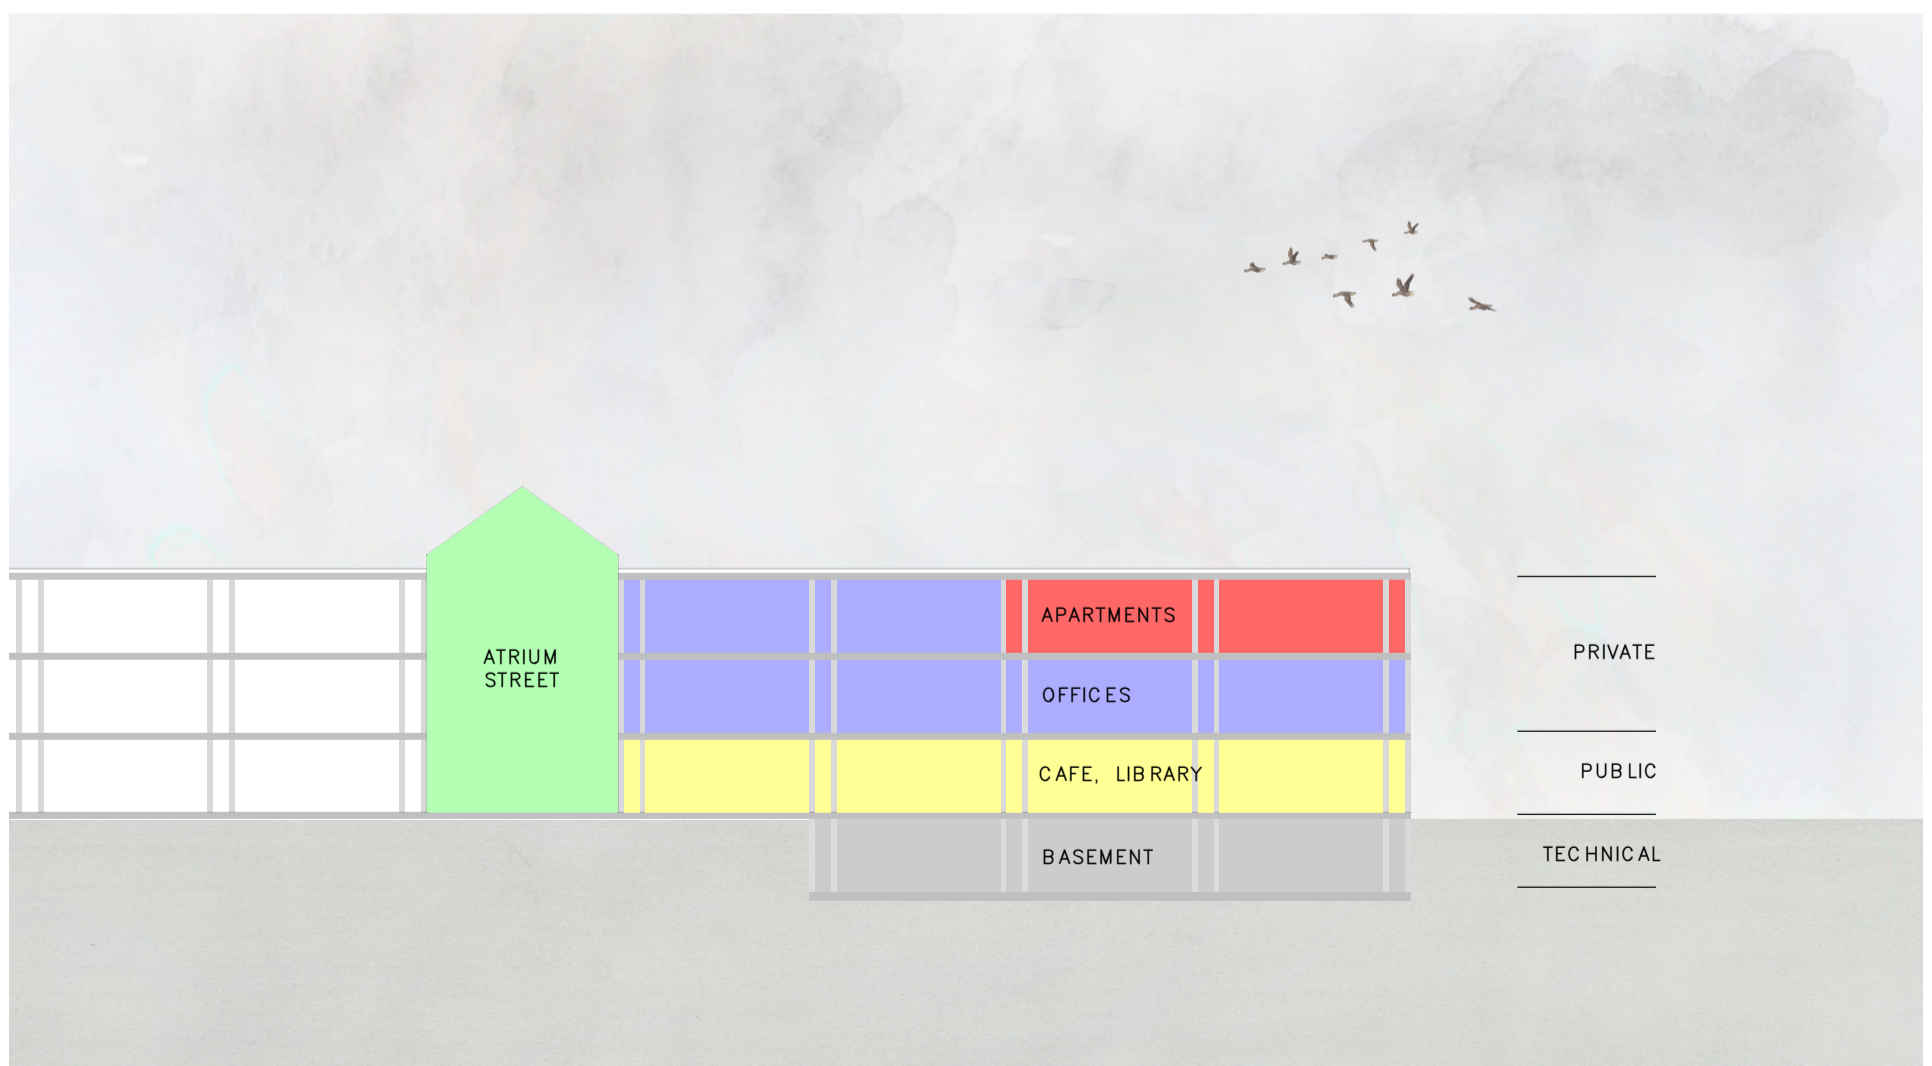 APARTMENTS
ATRIUM
STREET
PRIVATE
OFFICES
CAFE, LIBRARY
PUBLIC
BASEMENT
TECHNICAL